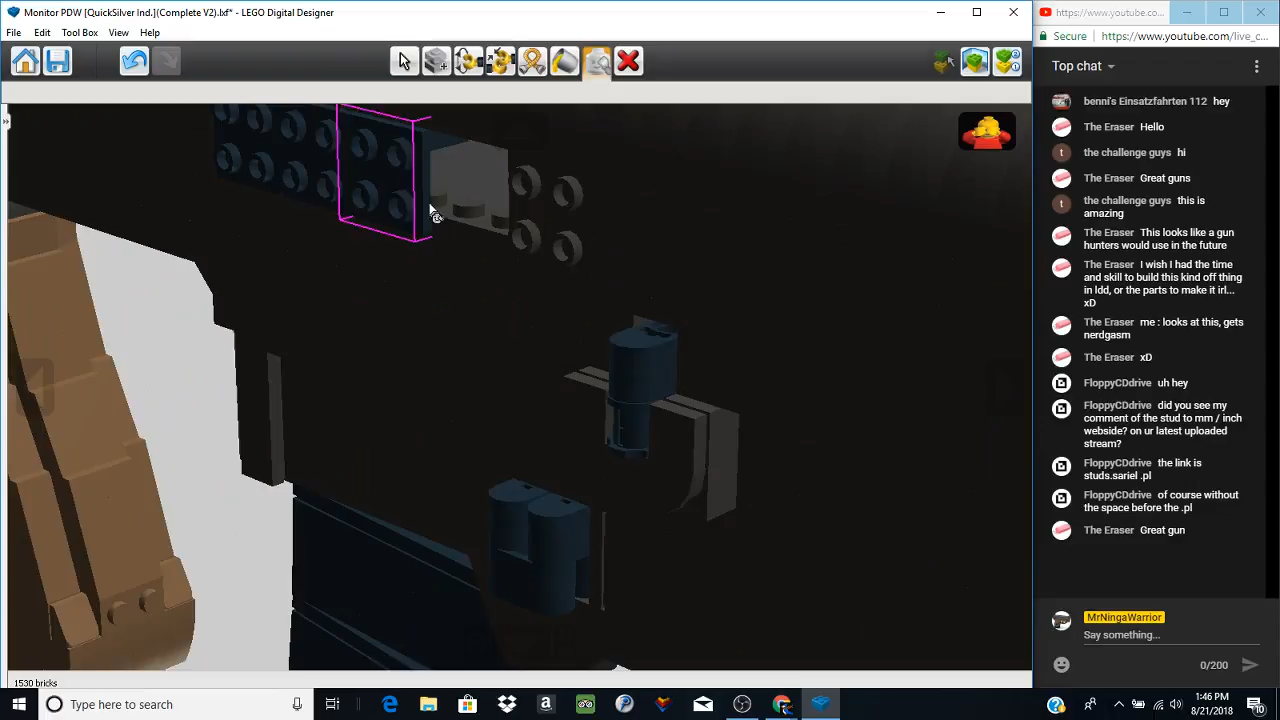 Monitor PDW [QuickSilver Ind.](Complete V2).lxf* - LEGO Digital Designer
File Edit Tool Box View Help
1530 bricks
https://www.youtube.co...
Secure https://www.youtube.com/live_c...
Top chat
benni's Einsatzfahrten 112 hey
The Eraser Hello
t the challenge guys hi
The Eraser Great guns
t the challenge guys this is
amazing
The Eraser This looks like a gun
hunters would use in the future
The Eraser I wish I had the time
and skill to build this kind off thing
in ldd, or the parts to make it irl...
xD
The Eraser me : looks at this, gets
nerdgasm
The Eraser xD
FloppyCDdrive uh hey
FloppyCDdrive did you see my
comment of the stud to mm / inch
webside? on ur latest uploaded
stream?
FloppyCDdrive the link is
studs.sariel .pl
FloppyCDdrive of course without
the space before the .pl
The Eraser Great gun
MrNingaWarrior
Say something...
0/200
Type here to search
1:46 PM
8/21/2018
10